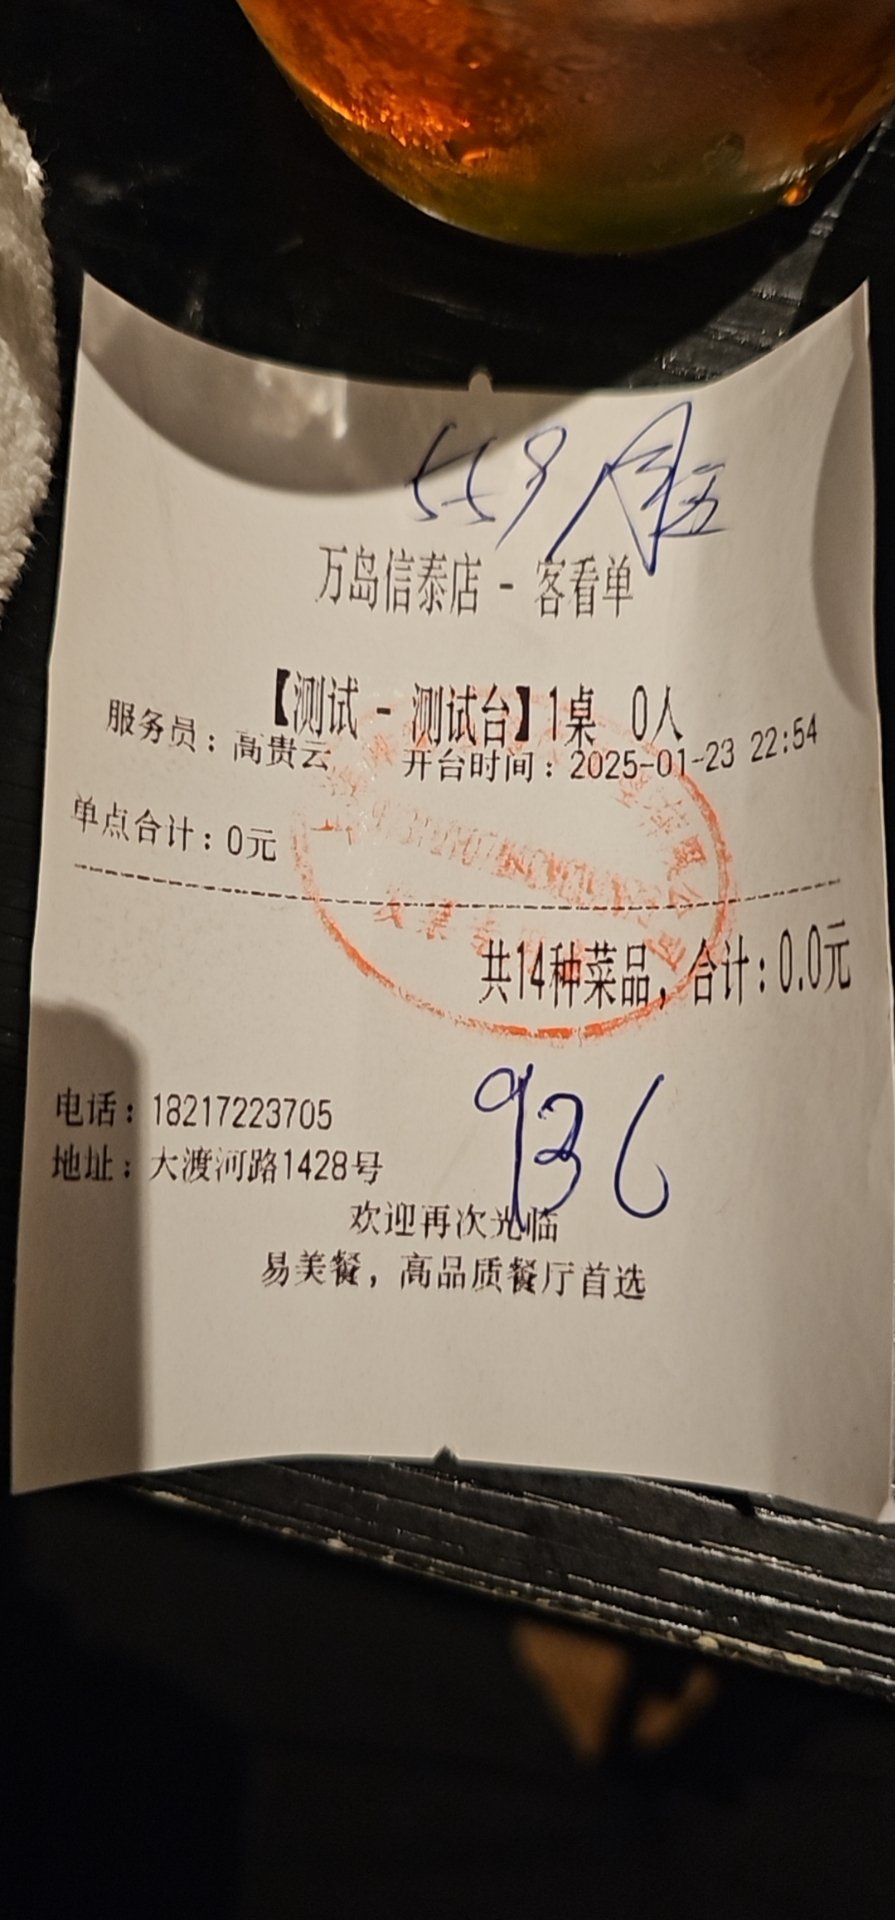 558
万岛信泰店 - 客看单
【测试 - 测试台】1桌 0人
服务员：高贵云 开台时间：2025-01-23 22:54
单点合计：0元
共14种菜品，合计：0.0元
936
电话：18217223705
地址：大渡河路1428号
欢迎再次光临
易美餐，高品质餐厅首选